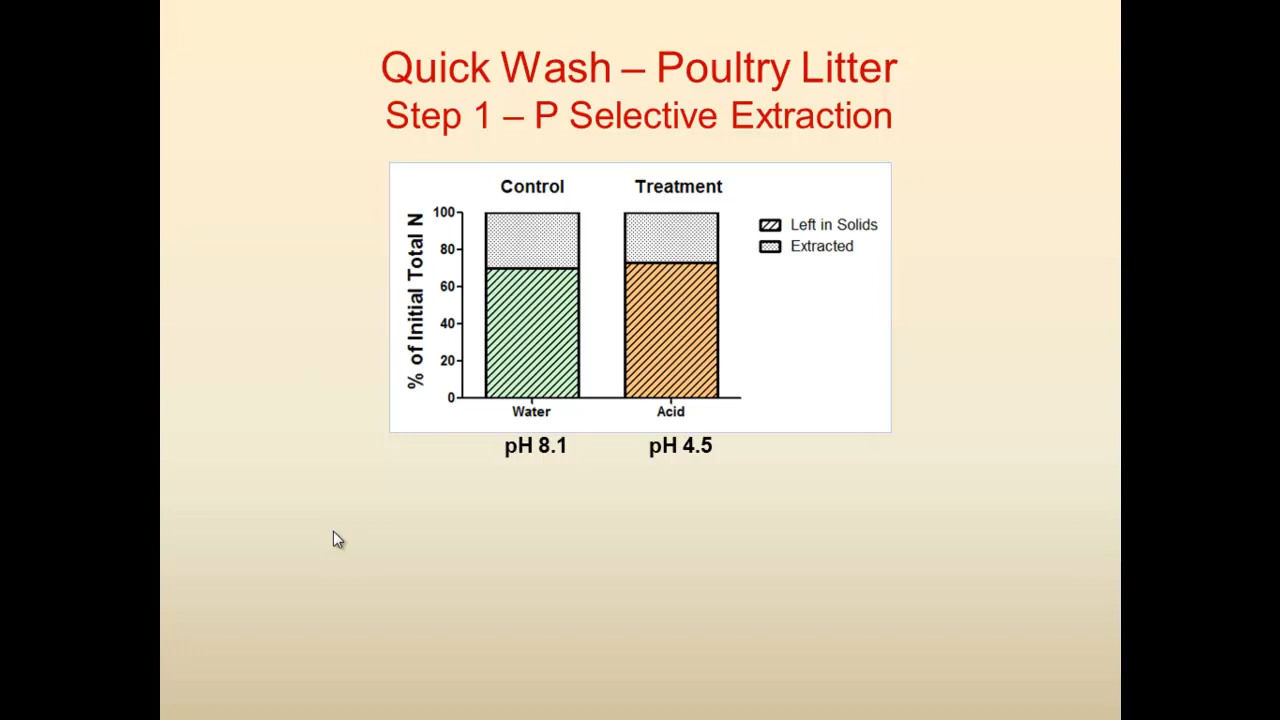 Quick Wash – Poultry Litter
Step 1 – P Selective Extraction
Control Treatment
% of Initial Total N
100
80
60
40
20
0
Left in Solids
Extracted
Water Acid
pH 8.1 pH 4.5